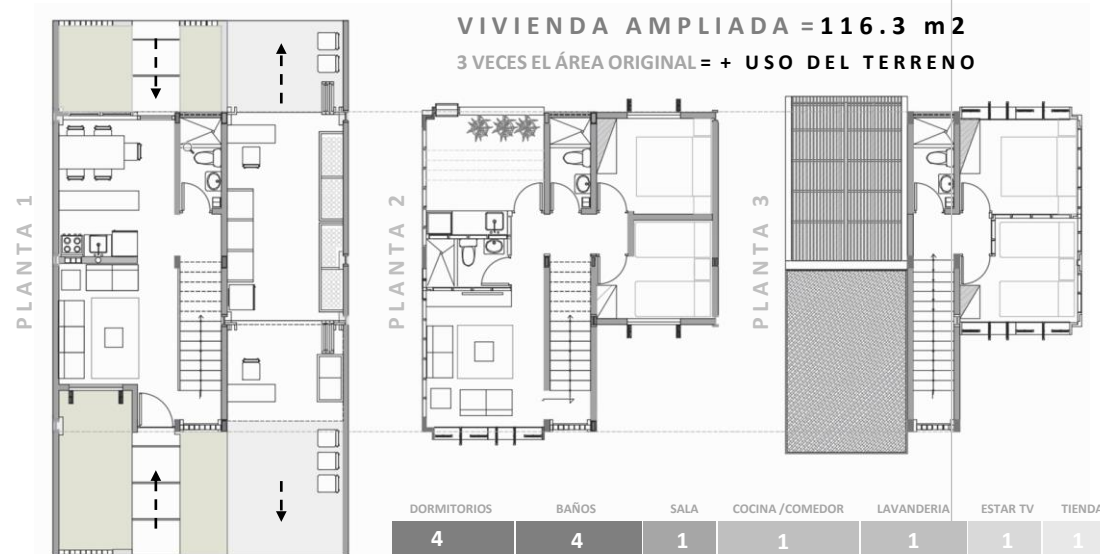 VIVIENDA AMPLIADA = 116.3 m2
3 VECES EL ÁREA ORIGINAL = + USO DEL TERRENO
PLANTA 1
PLANTA 2
PLANTA 3
DORMITORIOS BAÑOS SALA COCINA /COMEDOR LAVANDERIA ESTAR TV TIENDA
4 4 1 1 1 1 1